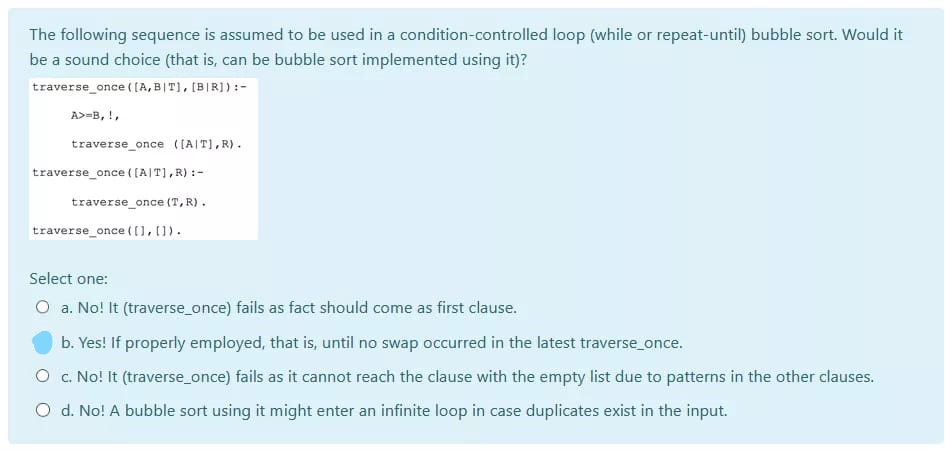 The following sequence is assumed to be used in a condition-controlled loop (while or repeat-until) bubble sort. Would it
be a sound choice (that is, can be bubble sort implemented using it)?
traverse_once([A,B|T],[B|R]):-
A>=B,!,
traverse_once ([A|T],R).
traverse_once([A|T],R):-
traverse_once(T,R).
traverse_once([],[]).
Select one:
a. No! It (traverse_once) fails as fact should come as first clause.
b. Yes! If properly employed, that is, until no swap occurred in the latest traverse_once.
c. No! It (traverse_once) fails as it cannot reach the clause with the empty list due to patterns in the other clauses.
d. No! A bubble sort using it might enter an infinite loop in case duplicates exist in the input.